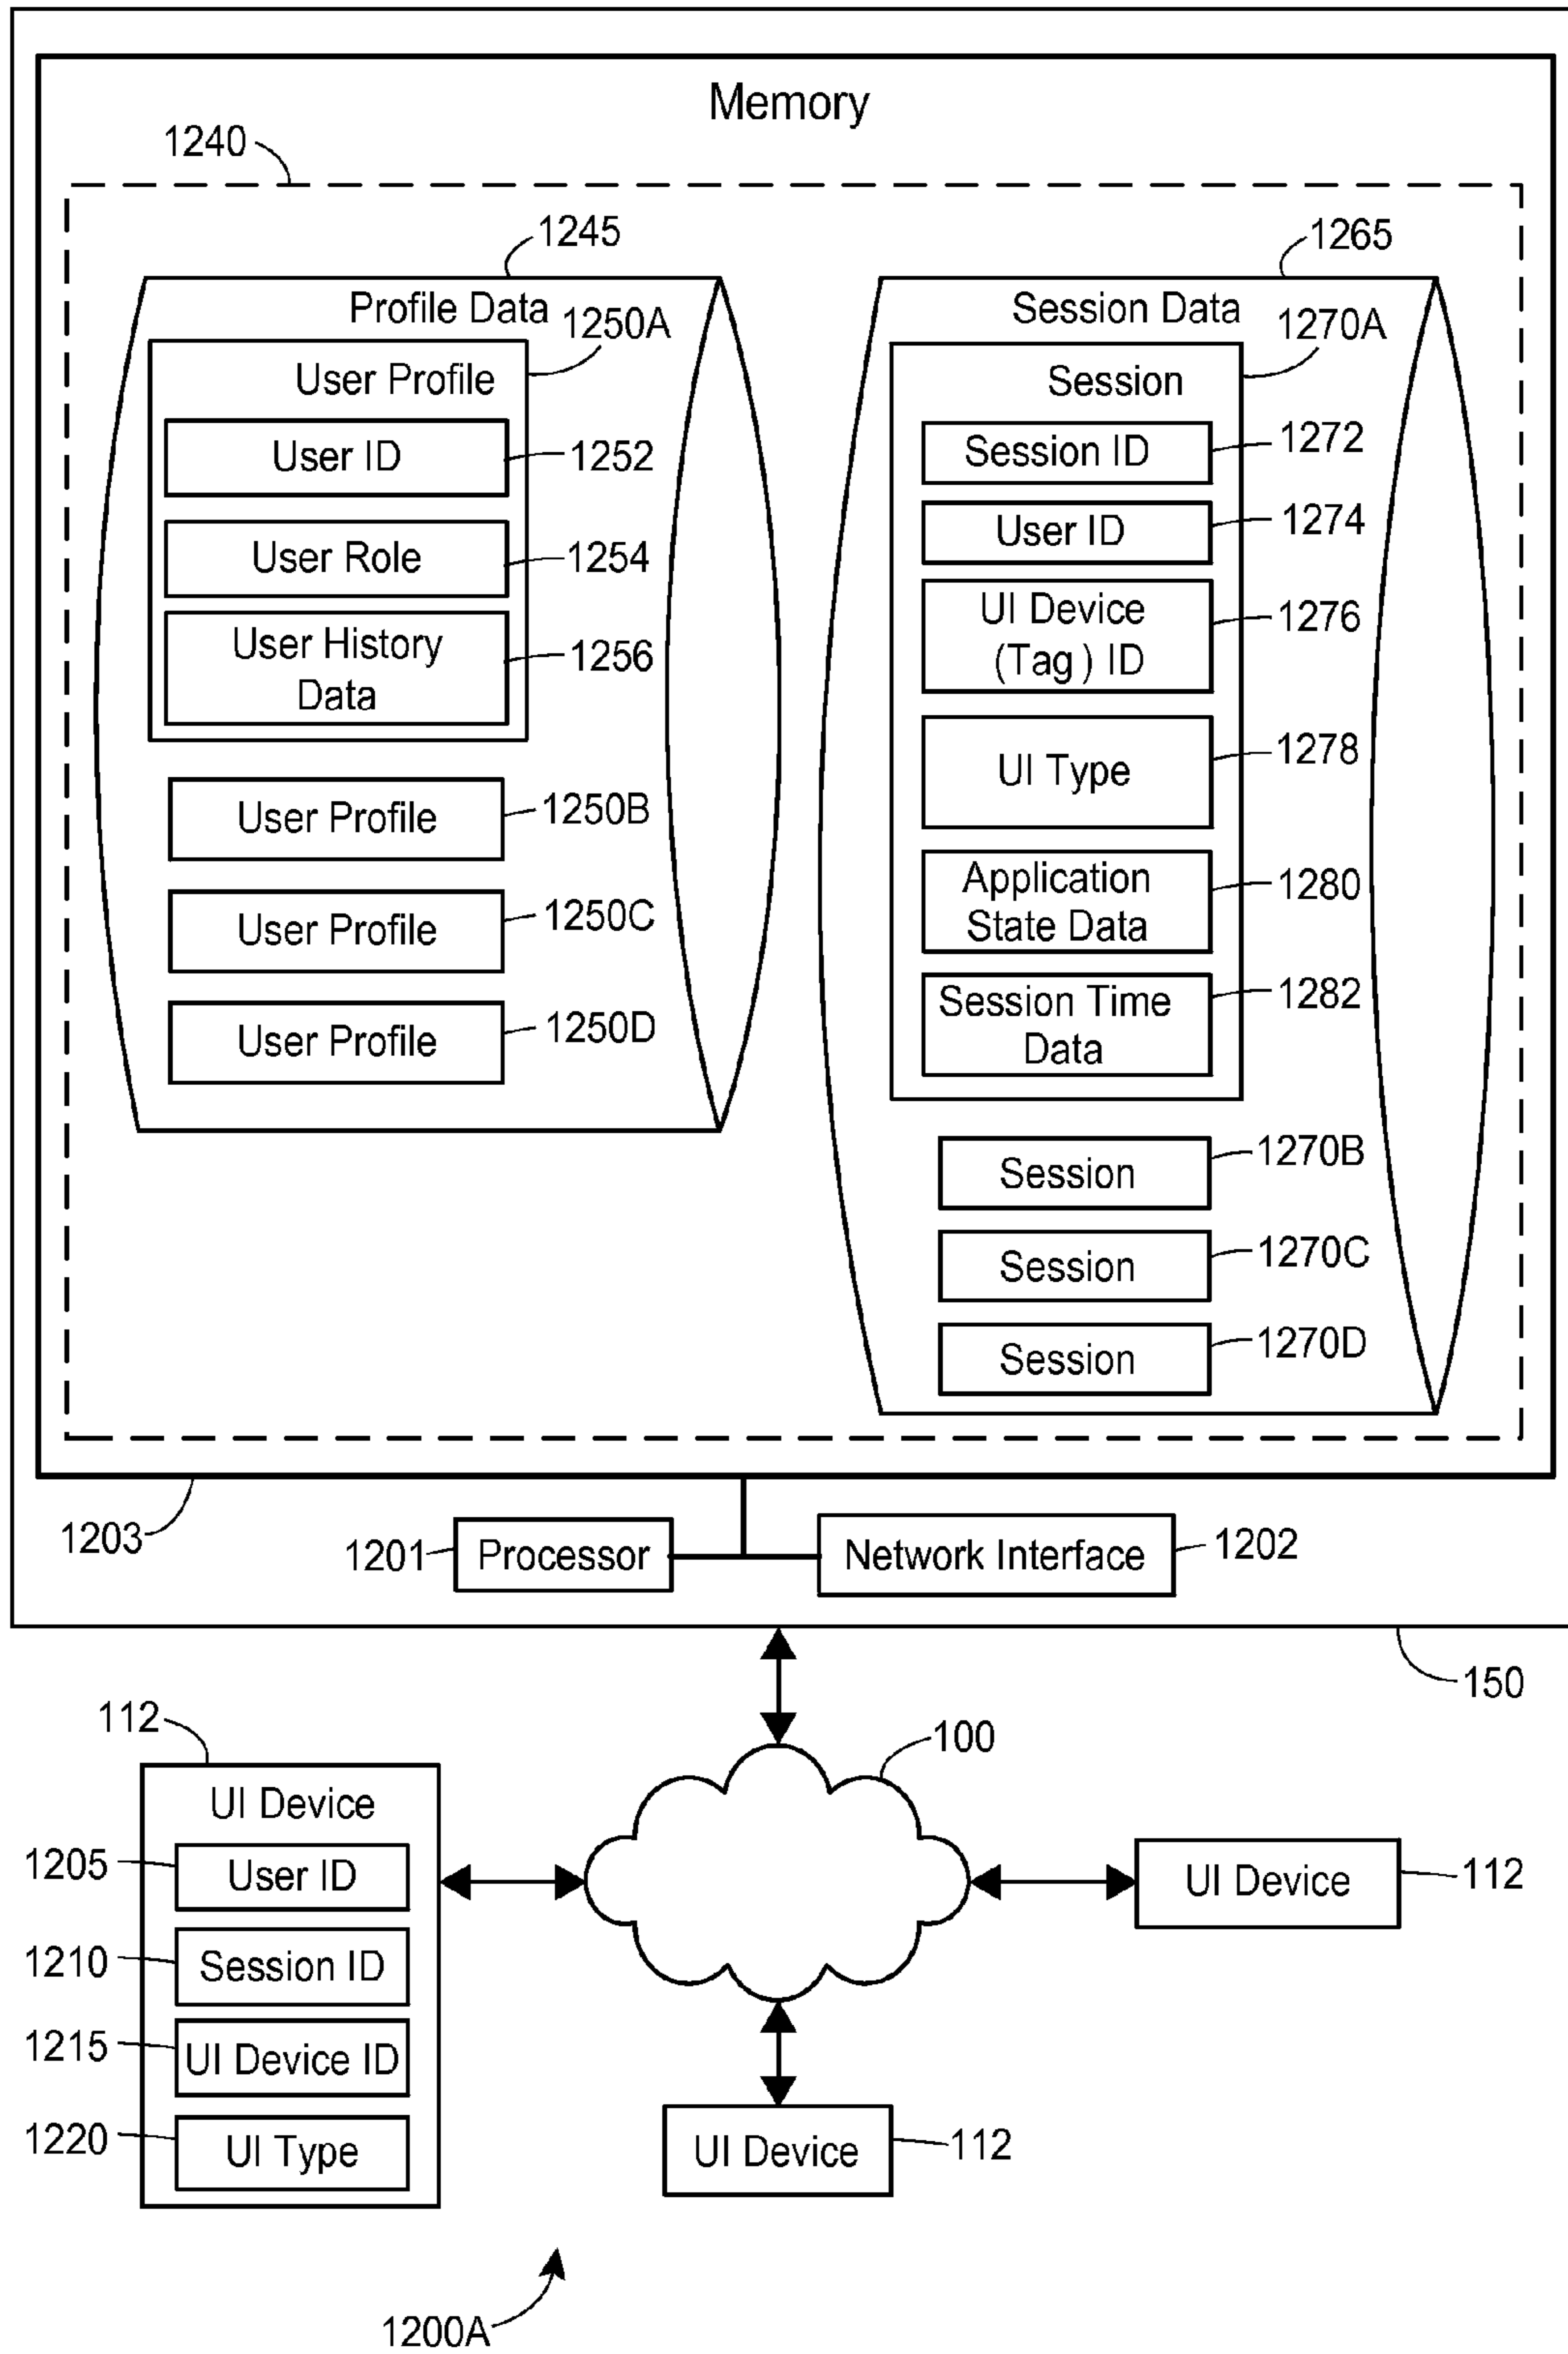 Memory
1240
1245
1265
Profile Data
1250A
Session Data
1270A
User Profile
Session
User ID
1252
Session ID
1272
User Role
1254
User ID
1274
User History
Data
1256
UI Device
(Tag) ID
1276
UI Type
1278
User Profile
1250B
Application
State Data
1280
User Profile
1250C
Session Time
Data
1282
User Profile
1250D
Session
1270B
Session
1270C
Session
1270D
1203
1201
Processor
Network Interface
1202
150
112
100
UI Device
1205
User ID
UI Device
112
1210
Session ID
1215
UI Device ID
1220
UI Type
UI Device
112
1200A